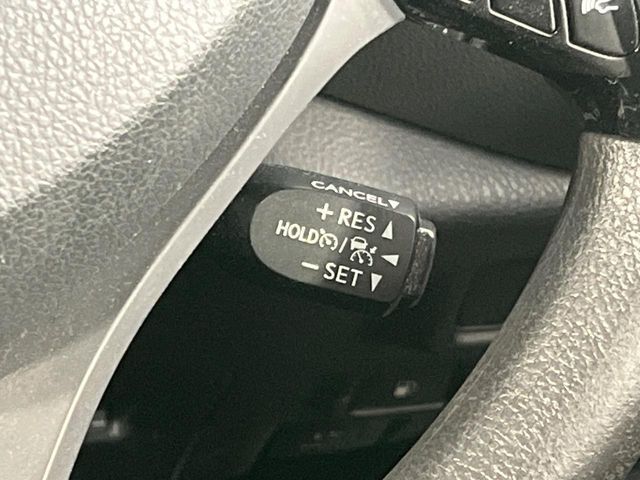 CANCEL▼
+ RES ▲
HOLD / ◄
− SET ▼